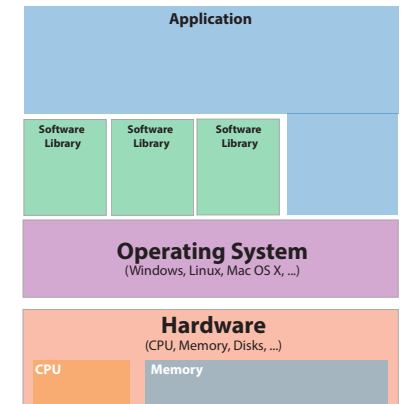 Application
Software
Library
Software
Library
Software
Library
Operating System
(Windows, Linux, Mac OS X, ...)
Hardware
(CPU, Memory, Disks, ...)
CPU
Memory